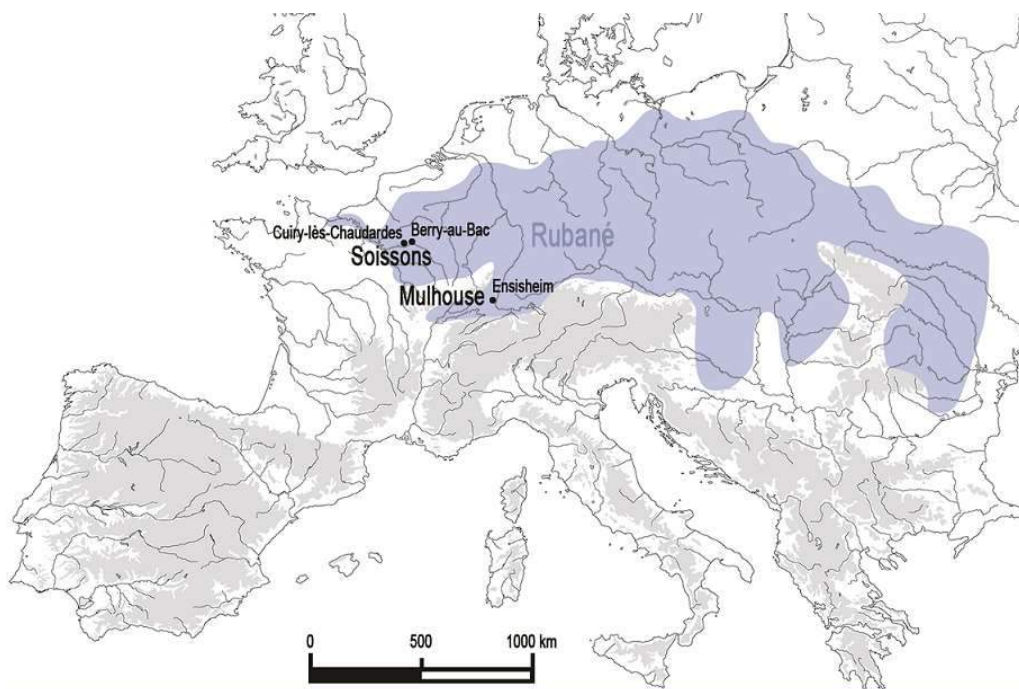 Cuiry-lès-Chaudardes
Berry-au-Bac
Soissons
Rubané
Mulhouse
Ensisheim
0 500 1000 km